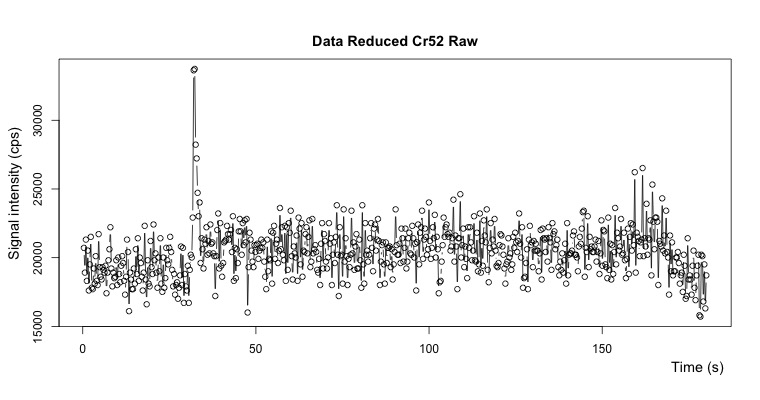 Data Reduced Cr52 Raw
Signal intensity (cps)
30000
25000
20000
15000
0 50 100 150
Time (s)